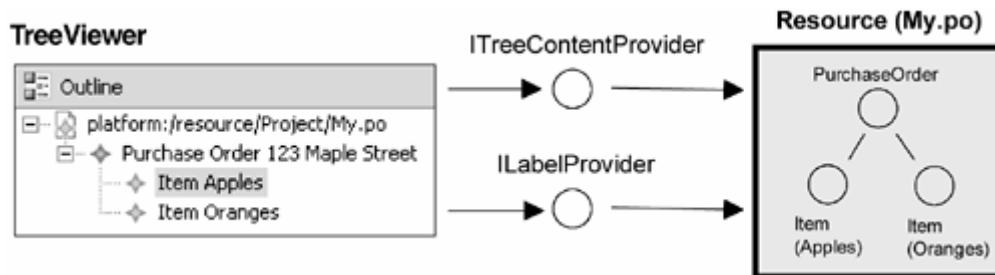 TreeViewer
Outline
platform:/resource/Project/My.po
Purchase Order 123 Maple Street
Item Apples
Item Oranges
ITreeContentProvider
ILabelProvider
Resource (My.po)
PurchaseOrder
Item
(Apples)
Item
(Oranges)